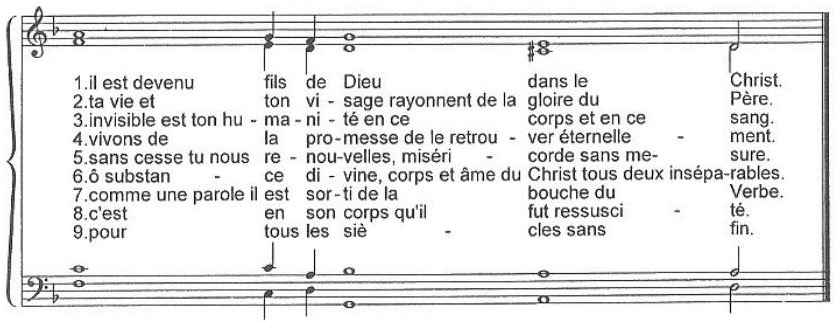 1.il est devenu fils de Dieu dans le Christ.
2.ta vie et ton vi - sage rayonnent de la gloire du Père.
3.invisible est ton hu - ma - ni - té en ce corps et en ce sang.
4.vivons de la pro-messe de le retrou - ver éternelle - ment.
5.sans cesse tu nous re - nou-velles, miséri - corde sans me- sure.
6.ô substan - ce di - vine, corps et âme du Christ tous deux insépa-rables.
7.comme une parole il est sor-ti de la bouche du Verbe.
8.c'est en son corps qu'il fut ressusci - té.
9.pour tous les siè - cles sans fin.